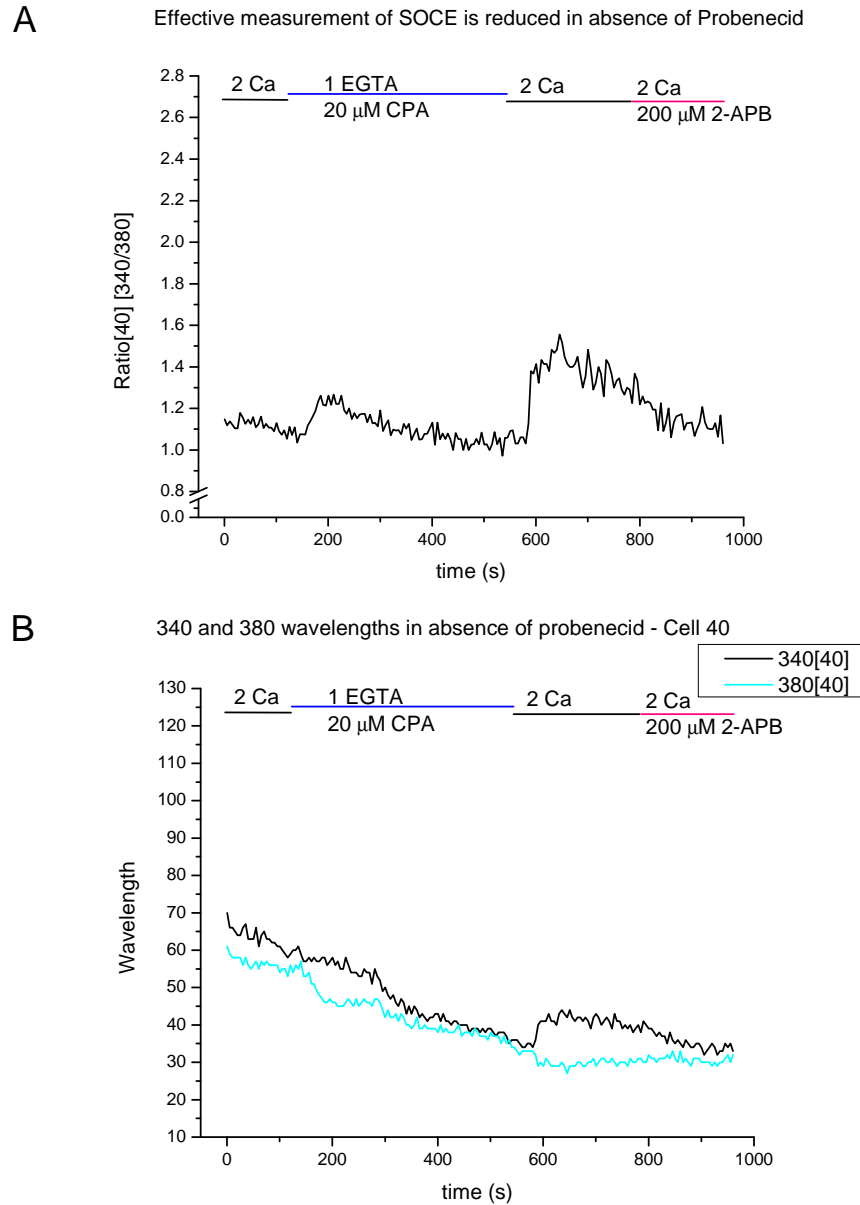 A
Effective measurement of SOCE is reduced in absence of Probenecid
2.8
2.6
2.4
2.2
2.0
1.8
1.6
1.4
1.2
1.0
0.8
0.0
Ratio[40] [340/380]
2 Ca
1 EGTA
20 μM CPA
2 Ca
2 Ca
200 μM 2-APB
0
200
400
600
800
1000
time (s)
B
340 and 380 wavelengths in absence of probenecid - Cell 40
340[40]
380[40]
130
120
110
100
90
80
70
60
50
40
30
20
10
Wavelength
2 Ca
1 EGTA
20 μM CPA
2 Ca
2 Ca
200 μM 2-APB
0
200
400
600
800
1000
time (s)